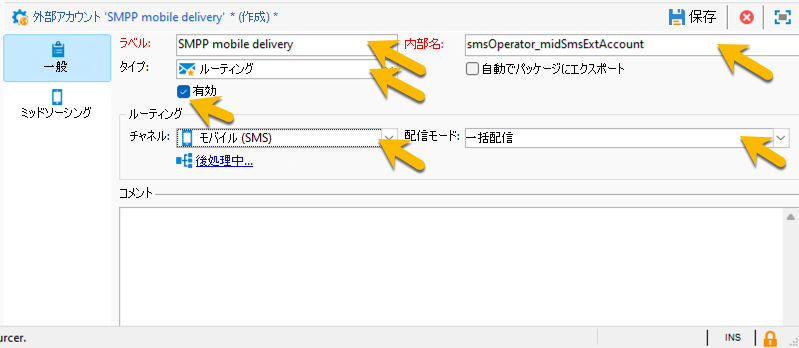 外部アカウント 'SMPP mobile delivery' * (作成) *
保存
一般
ミッドソーシング
ラベル: SMPP mobile delivery 内部名: smsOperator_midSmsExtAccount
タイプ: ルーティング 自動でパッケージにエクスポート
有効
ルーティング
チャネル: モバイル (SMS) 配信モード: 一括配信
後処理中...
コメント
urcer.
INS